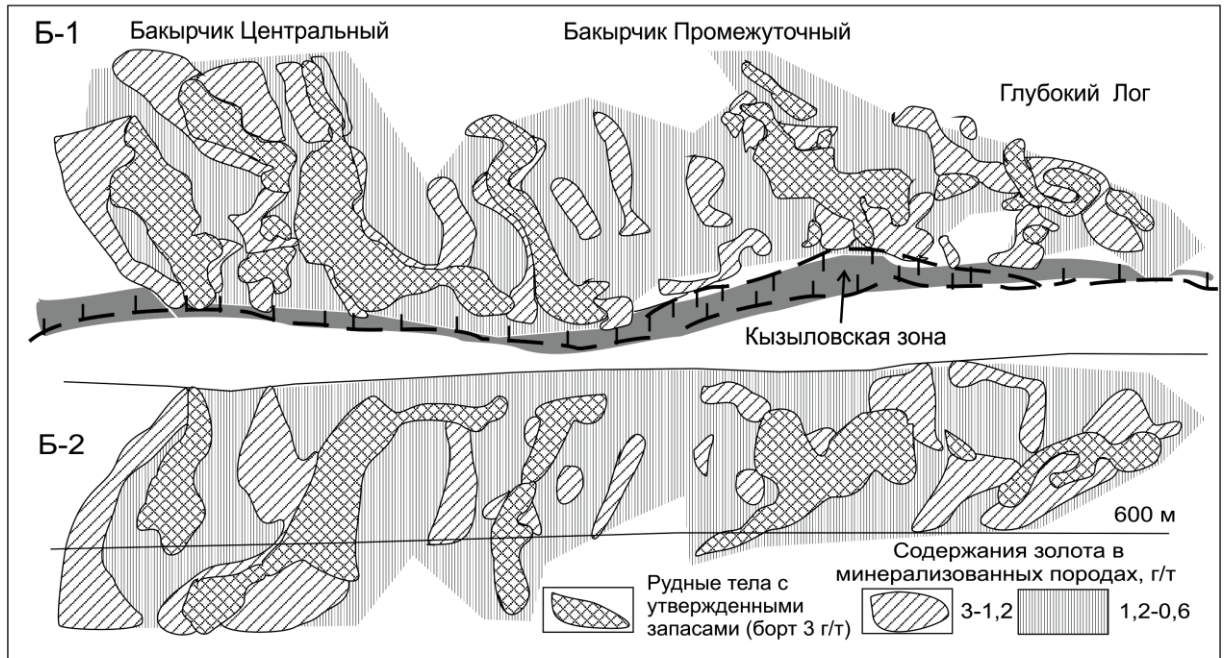 Б-1
Бакырчик Центральный
Бакырчик Промежуточный
Глубокий Лог
Кызыловская зона
Б-2
600 м
Содержания золота в
минерализованных породах, г/т
Рудные тела с
утвержденными
запасами (борт 3 г/т)
3-1,2
1,2-0,6